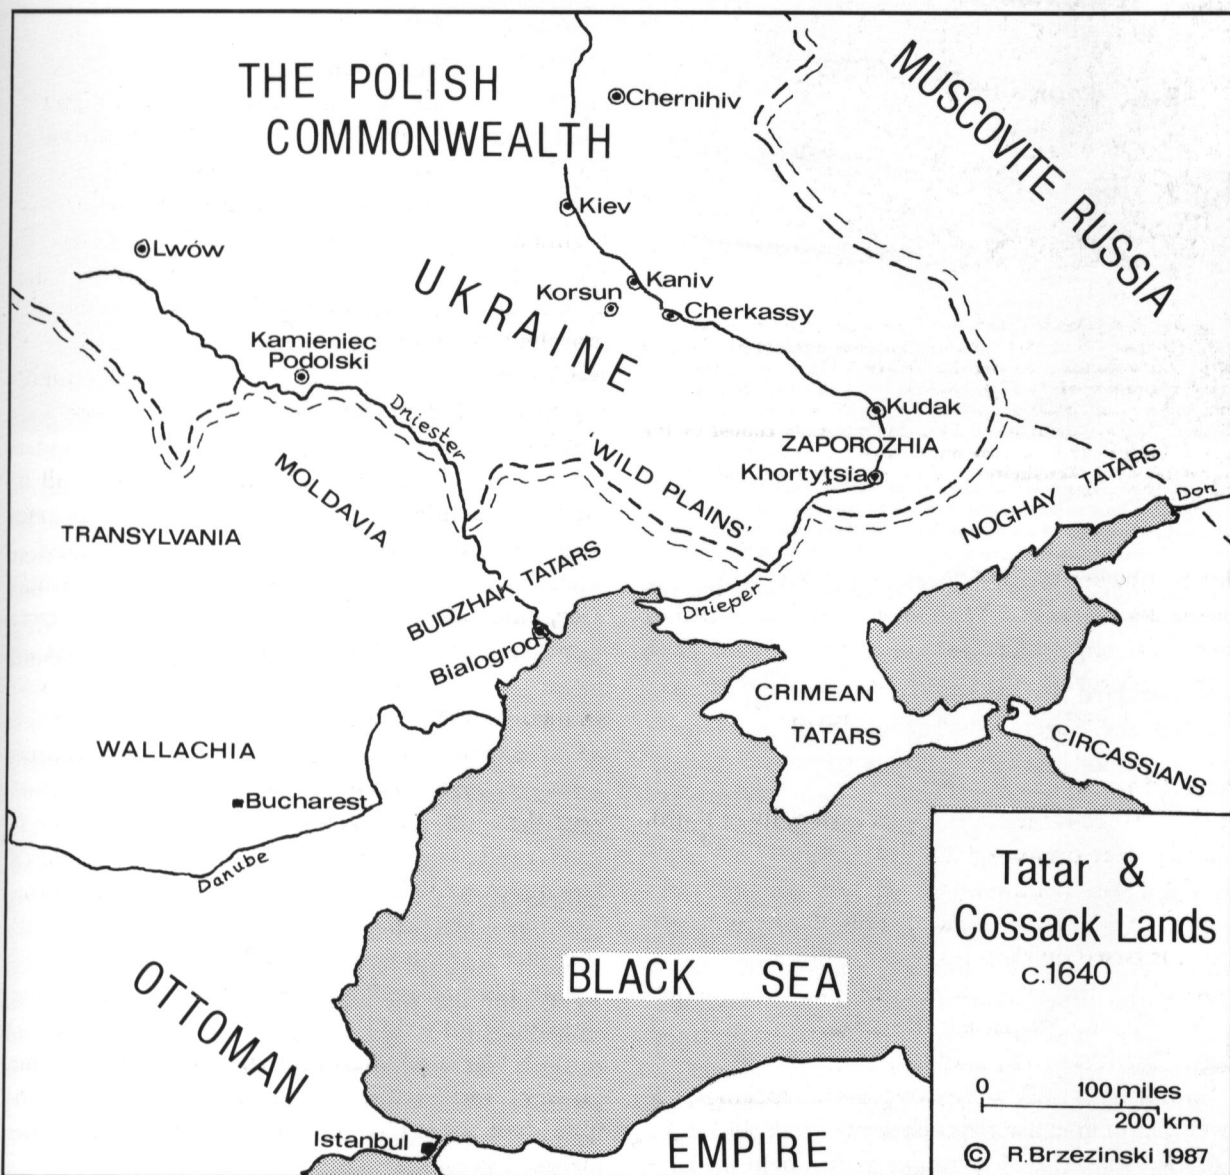 THE POLISH
COMMONWEALTH
MUSCOVITE RUSSIA
Chernihiv
Kiev
Lwów
UKRAINE
Kaniv
Korsun
Cherkassy
Kamieniec
Podolski
Dniester
Kudak
ZAPOROZHIA
Khortytsia
'WILD PLAINS'
NOGHAY TATARS
Don
MOLDAVIA
TRANSYLVANIA
BUDZHAK TATARS
Dnieper
Bialogrod
CRIMEAN
TATARS
CIRCASSIANS
WALLACHIA
Bucharest
Danube
BLACK SEA
OTTOMAN
EMPIRE
Istanbul
Tatar &
Cossack Lands
c.1640
0 100 miles
200 km
© R.Brzezinski 1987